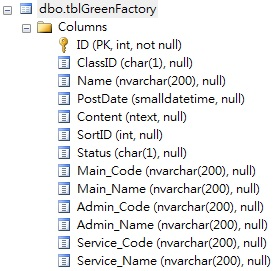 dbo.tblGreenFactory
Columns
ID (PK, int, not null)
ClassID (char(1), null)
Name (nvarchar(200), null)
PostDate (smalldatetime, null)
Content (ntext, null)
SortID (int, null)
Status (char(1), null)
Main_Code (nvarchar(200), null)
Main_Name (nvarchar(200), null)
Admin_Code (nvarchar(200), null)
Admin_Name (nvarchar(200), null)
Service_Code (nvarchar(200), null)
Service_Name (nvarchar(200), null)